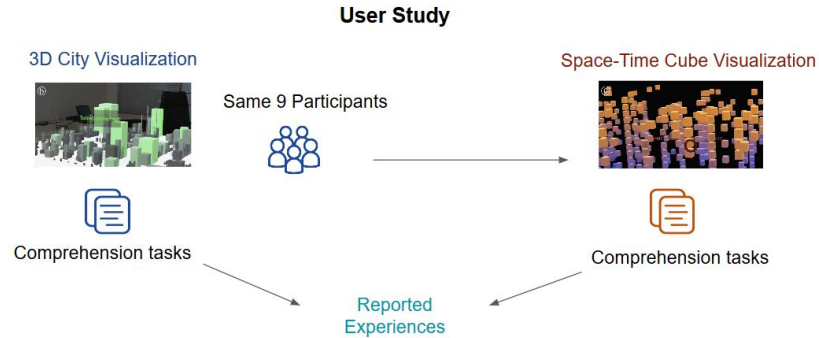 User Study
3D City Visualization
Space-Time Cube Visualization
Same 9 Participants
Comprehension tasks
Comprehension tasks
Reported
Experiences